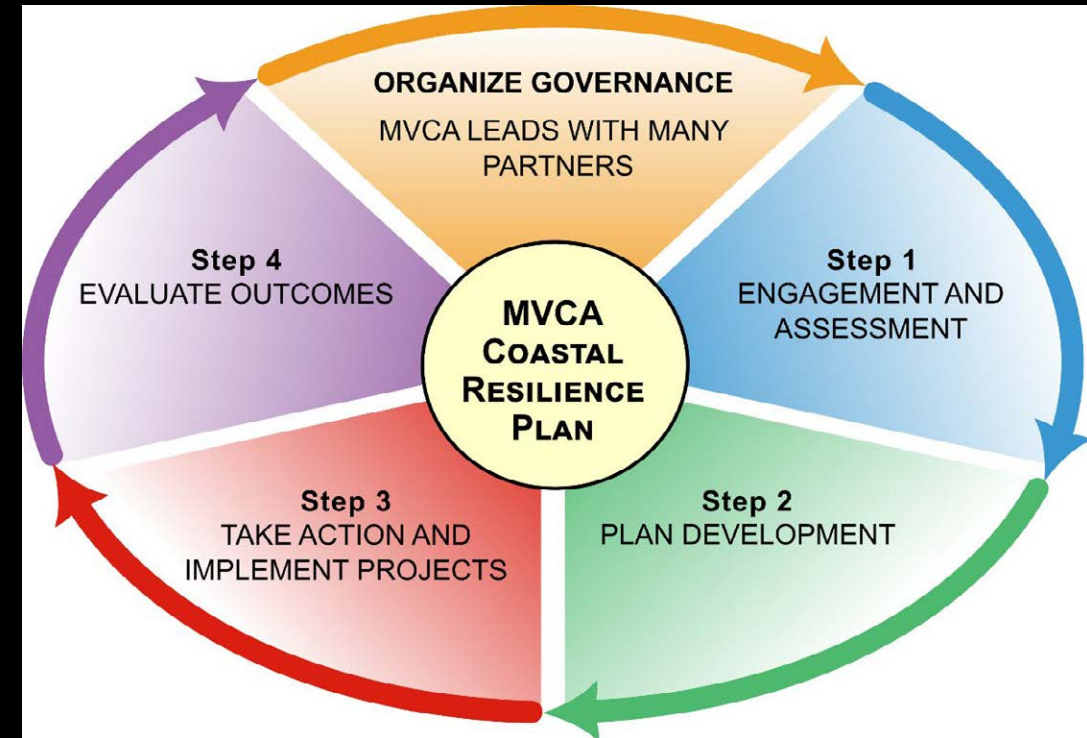 ORGANIZE GOVERNANCE
MVCA LEADS WITH MANY
PARTNERS
Step 1
ENGAGEMENT AND
ASSESSMENT
Step 2
PLAN DEVELOPMENT
Step 3
TAKE ACTION AND
IMPLEMENT PROJECTS
Step 4
EVALUATE OUTCOMES
MVCA
COASTAL
RESILIENCE
PLAN